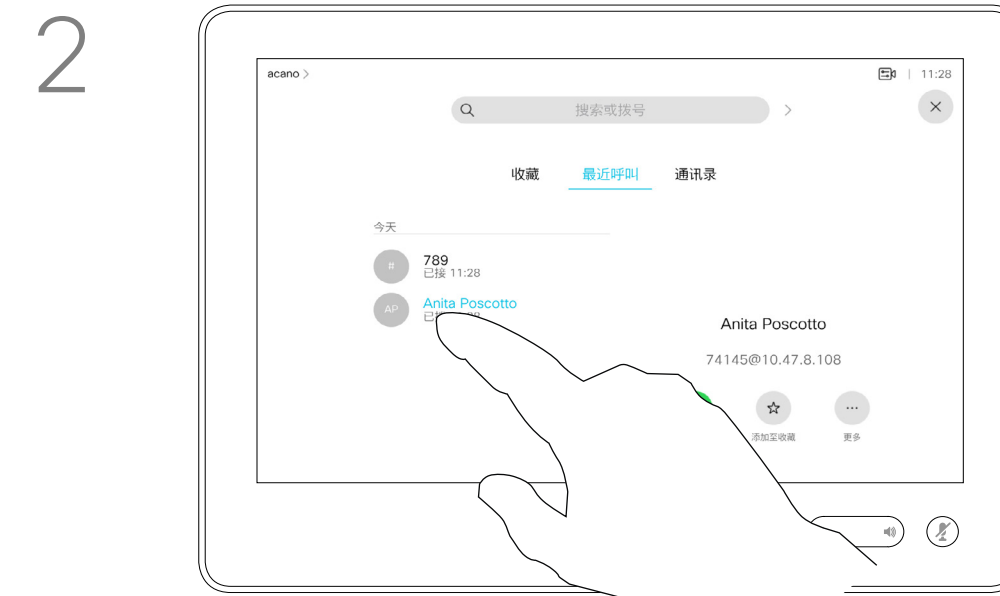 2
acano >
11:28
搜索或拨号
收藏 最近呼叫 通讯录
今天
#
789
已接 11:28
AP
Anita Poscotto
Anita Poscotto
74145@10.47.8.108
添加至收藏 更多